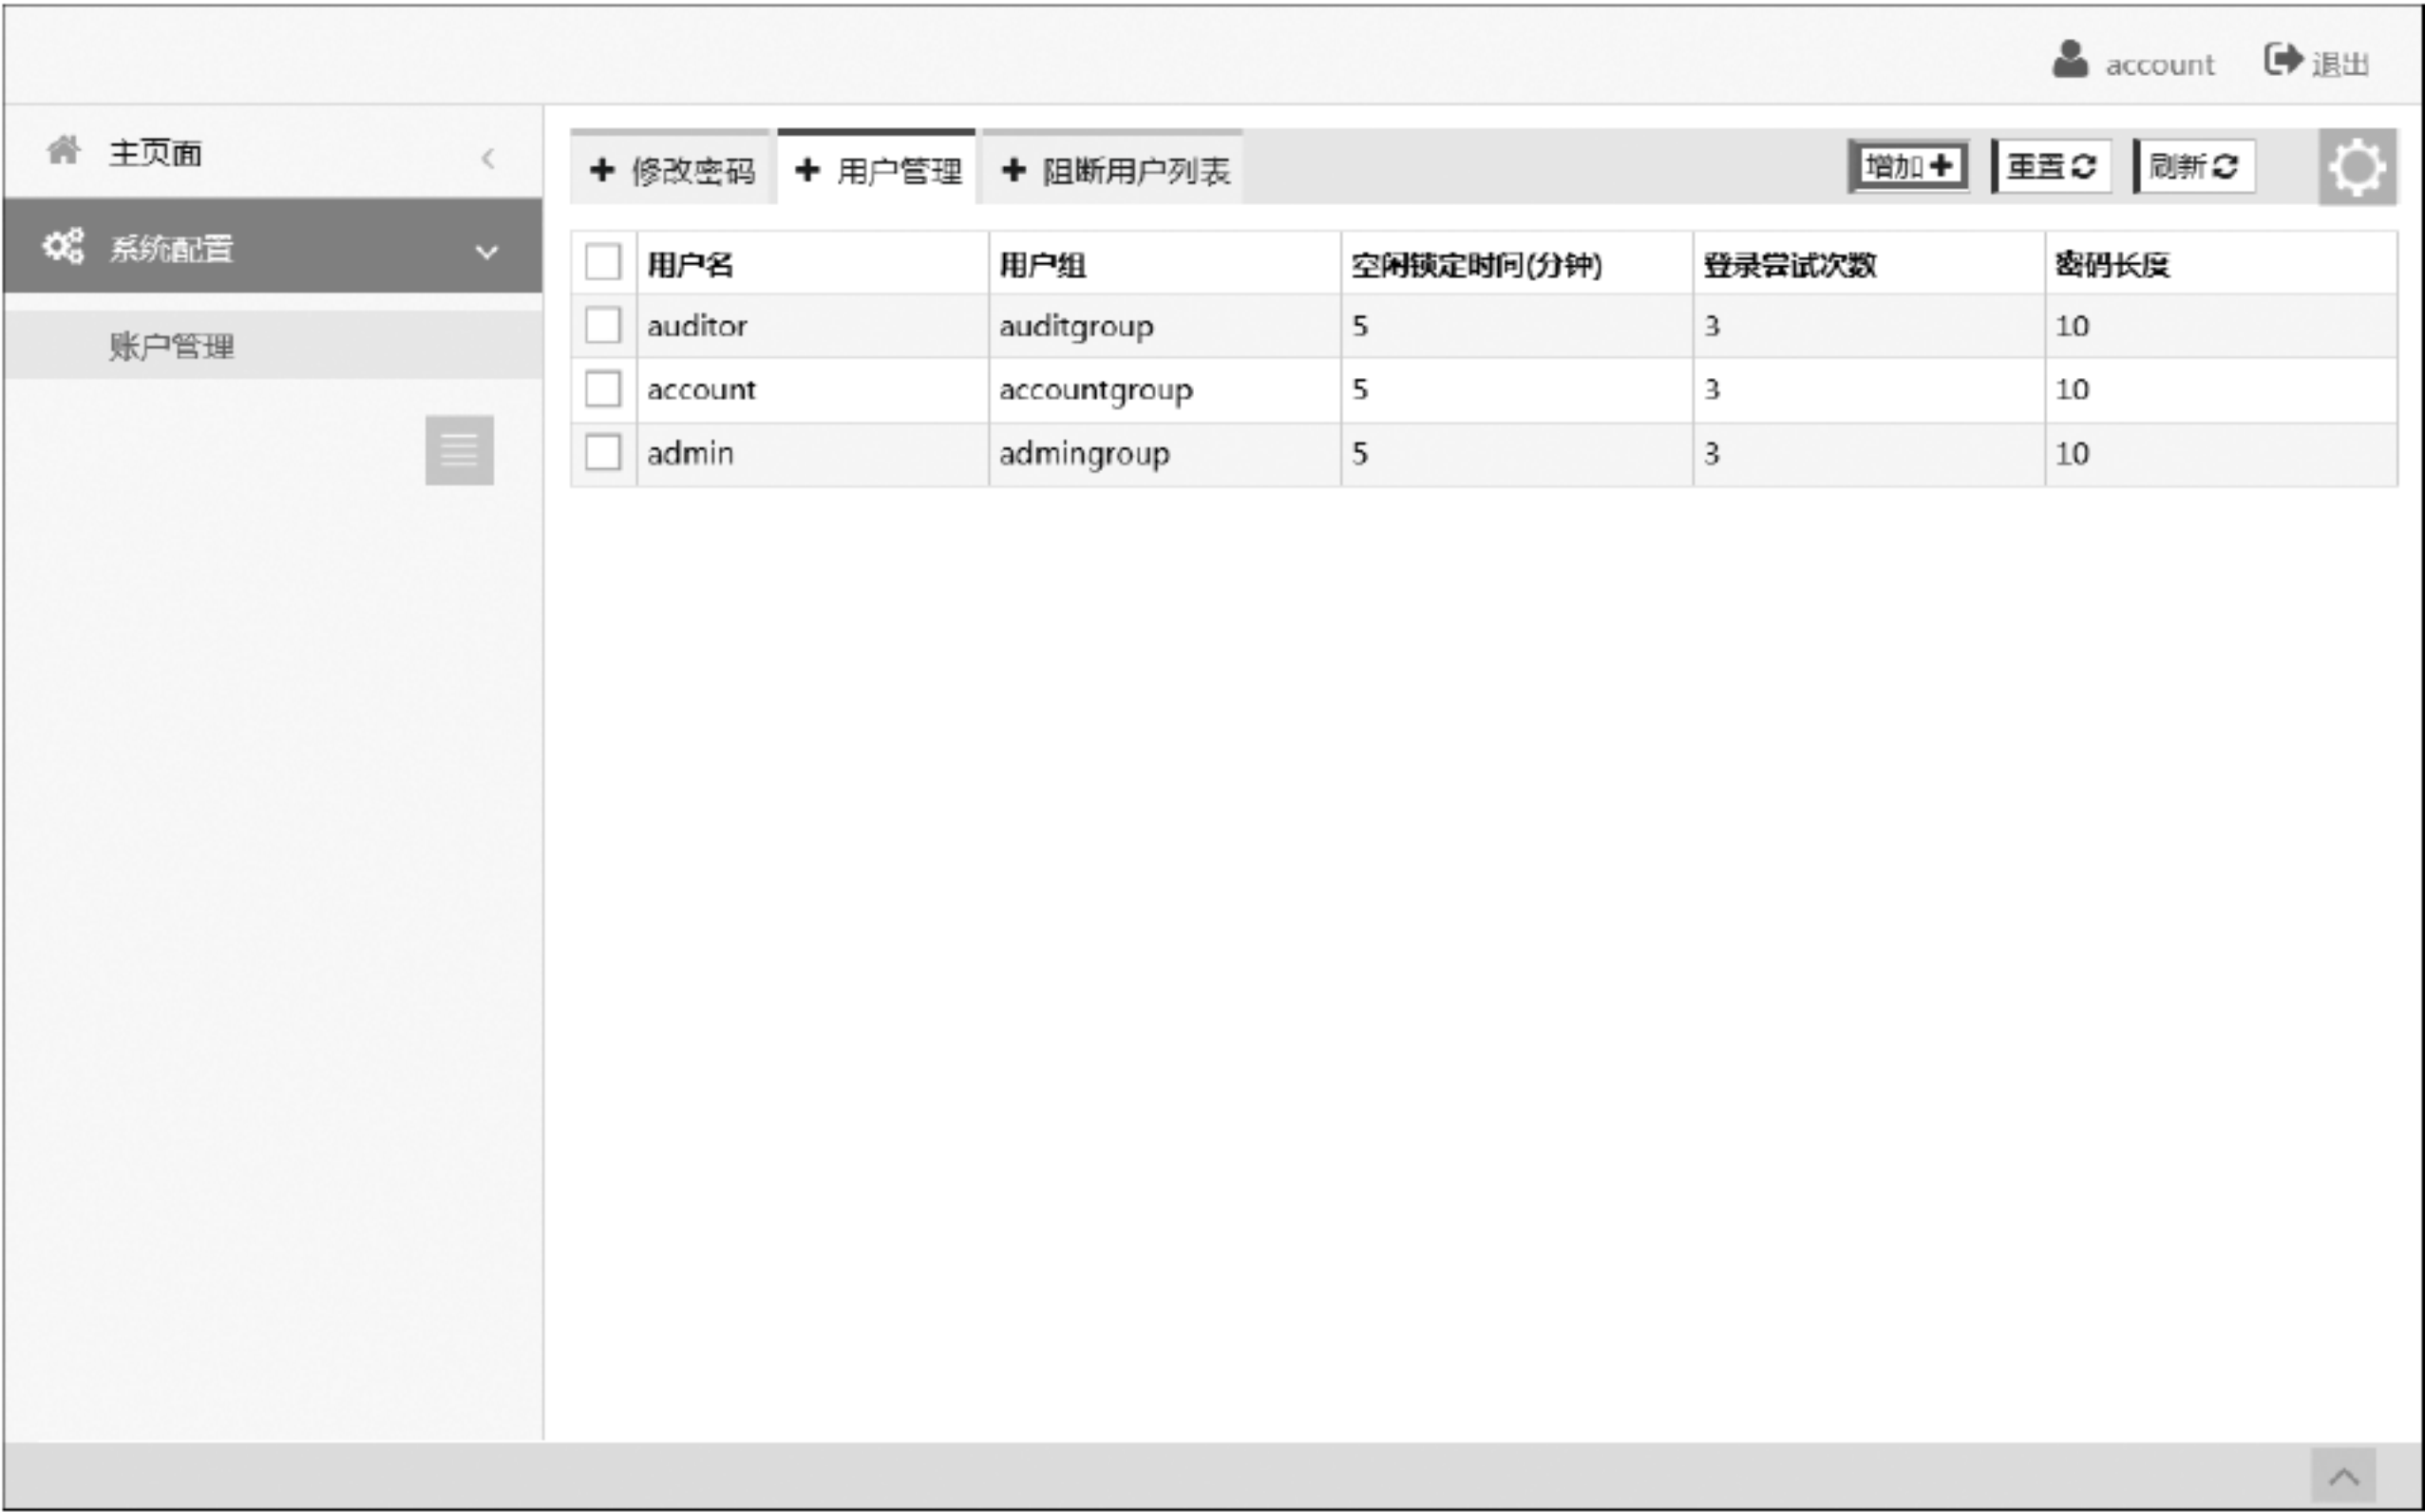 account 退出
主页面
系统配置
账户管理
修改密码 用户管理 阻断用户列表 增加 重置 刷新
用户名 用户组 空闲锁定时间(分钟) 登录尝试次数 密码长度
auditor auditgroup 5 3 10
account accountgroup 5 3 10
admin admingroup 5 3 10